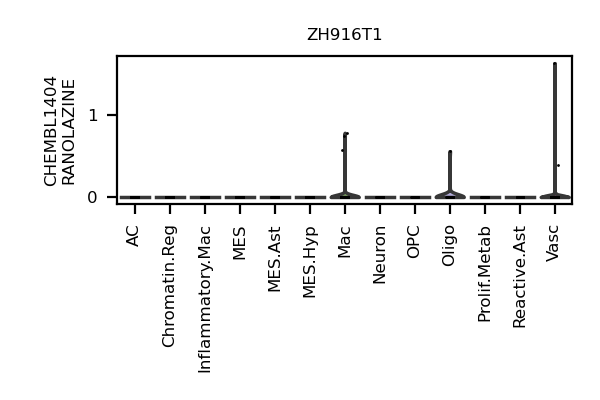 ZH916T1
CHEMBL1404
RANOLAZINE
1
0
AC
Chromatin.Reg
Inflammatory.Mac
MES
MES.Ast
MES.Hyp
Mac
Neuron
OPC
Oligo
Prolif.Metab
Reactive.Ast
Vasc